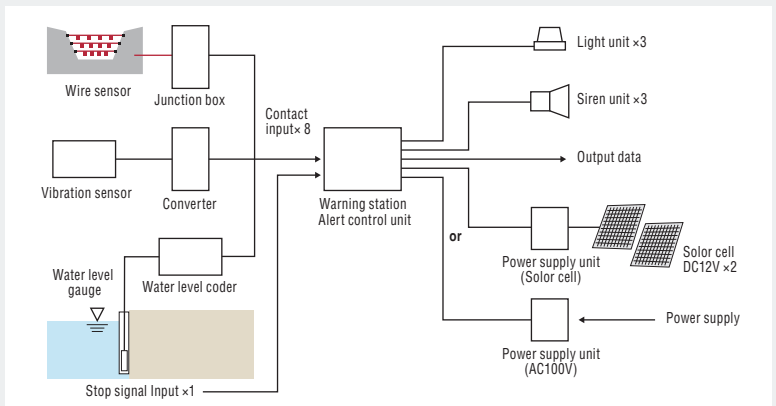 Wire sensor
Junction box
Light unit ×3
Siren unit ×3
Contact
input× 8
Output data
Vibration sensor
Converter
Warning station
Alert control unit
or
Power supply unit
(Solor cell)
Solor cell
DC12V ×2
Water level
gauge
Water level coder
Power supply
Power supply unit
(AC100V)
Stop signal Input ×1